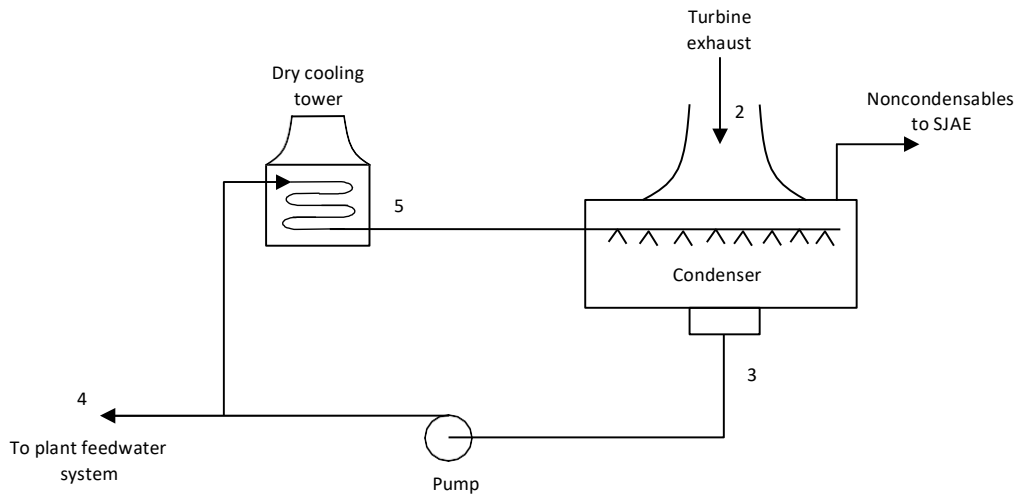 Turbine
exhaust
Dry cooling
tower
2
Noncondensables
to SJAE
5
Condenser
3
4
To plant feedwater
system
Pump